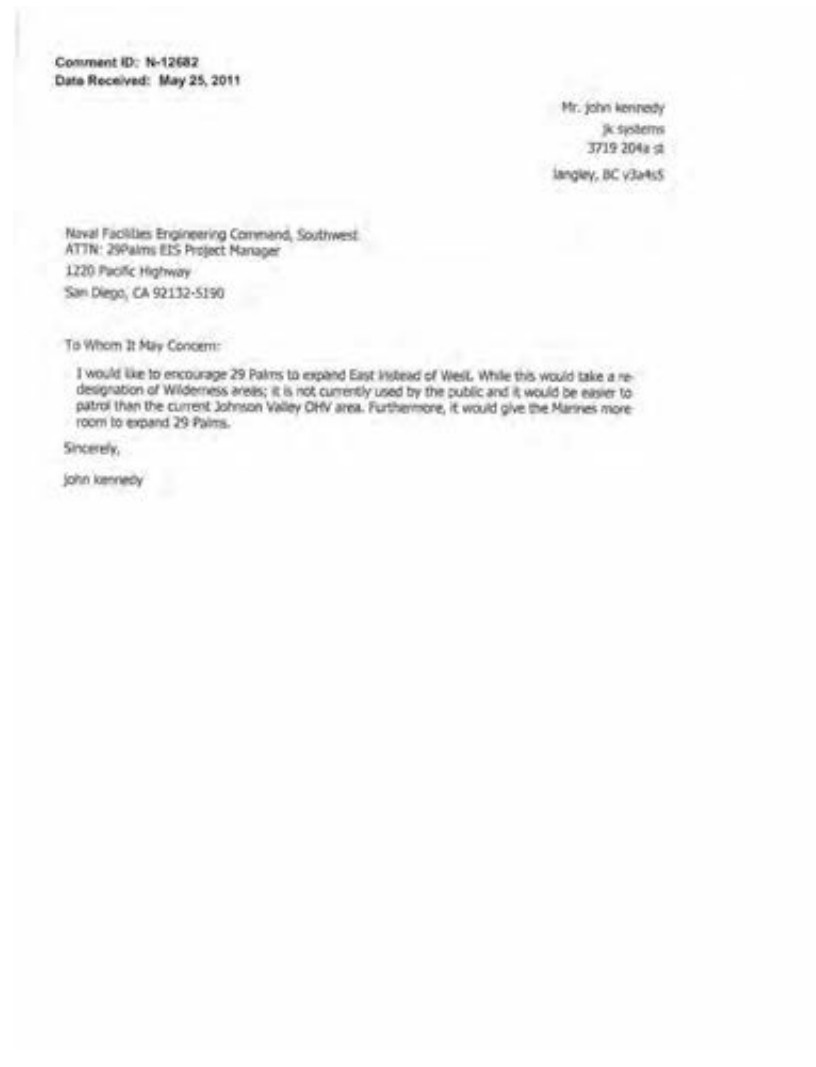 Comment ID: N-12682
Date Received: May 25, 2011
Mr. john kennedy
jk systems
3719 204a st
langley, BC v3a4s5
Naval Facilities Engineering Command, Southwest
ATTN: 29Palms EIS Project Manager
1220 Pacific Highway
San Diego, CA 92132-5190
To Whom It May Concern:
I would like to encourage 29 Palms to expand East instead of West. While this would take a re-
designation of Wilderness areas; it is not currently used by the public and it would be easier to
patrol than the current Johnson Valley OHV area. Furthermore, it would give the Marines more
room to expand 29 Palms.
Sincerely,
john kennedy